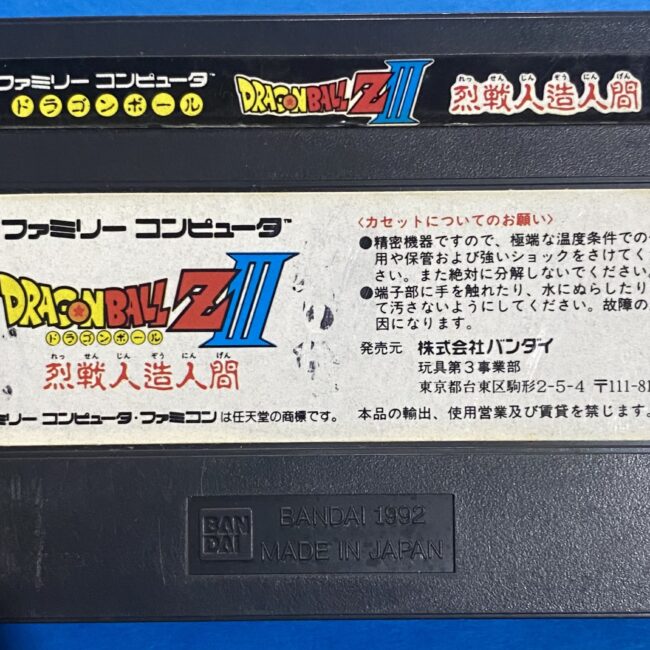 ファミリー コンピュータ™
ドラゴンボール
DRAGONBALL Z III
れっ せん じん ぞう にん げん
烈戦人造人間
ファミリー コンピュータ™
DRAGONBALL Z III
ドラゴンボール
れっ せん じん ぞう にん げん
烈戦人造人間
ミリー コンピュータ・ファミコンは任天堂の商標です。
〈カセットについてのお願い〉
●精密機器ですので、極端な温度条件での
用や保管および強いショックをさけてく
さい。また絶対に分解しないでください。
●端子部に手を触れたり、水にぬらしたり
て汚さないようにしてください。故障の
因になります。
発売元 株式会社バンダイ
玩具第3事業部
東京都台東区駒形2-5-4 〒111-81
本品の輸出、使用営業及び賃貸を禁じます。
BAN
DAI
BANDAI 1992
MADE IN JAPAN